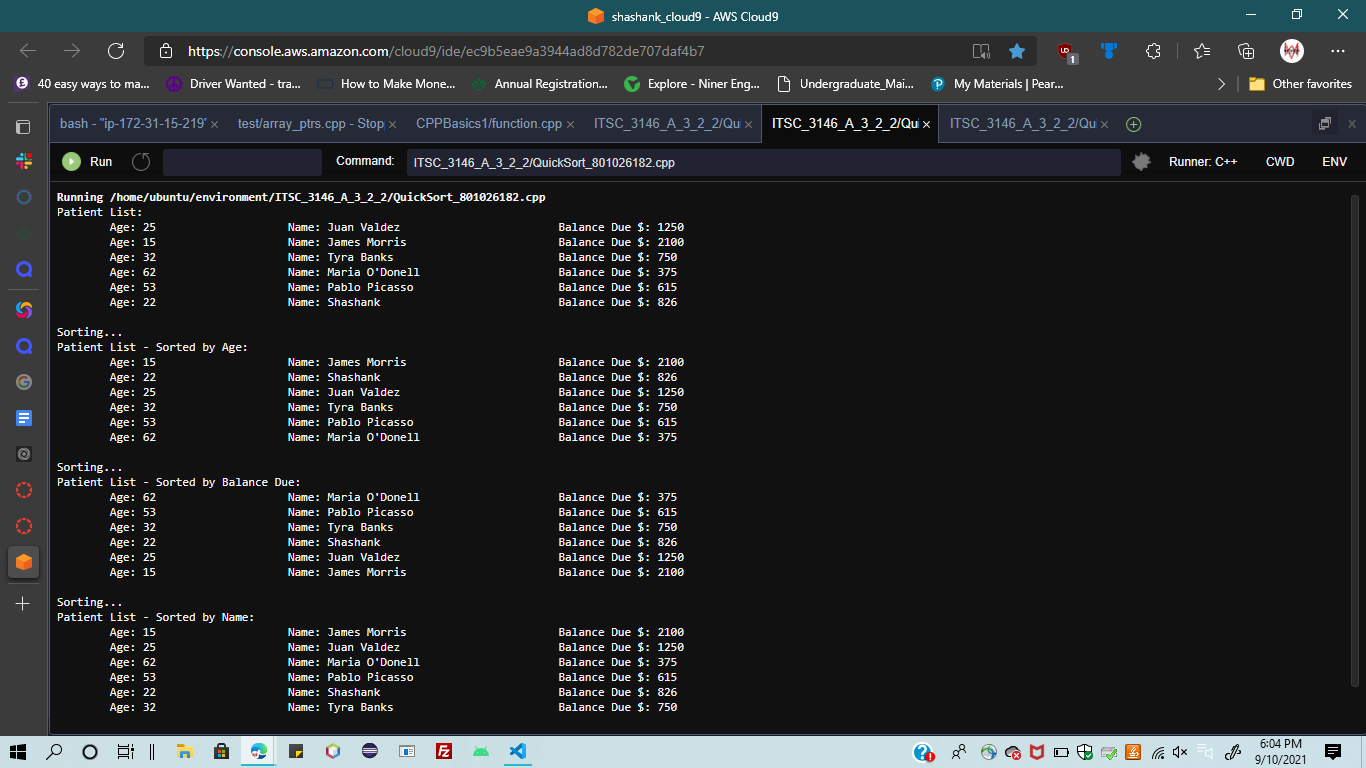 shashank_cloud9 - AWS Cloud9
https://console.aws.amazon.com/cloud9/ide/ec9b5eae9a3944ad8d782de707daf4b7
1
40 easy ways to ma...
Driver Wanted - tra...
How to Make Mone...
Annual Registration...
Explore - Niner Eng...
Undergraduate_Mai...
My Materials | Pear...
Other favorites
bash - "ip-172-31-15-219"
test/array_ptrs.cpp - Stop
CPPBasics1/function.cpp
ITSC_3146_A_3_2_2/Qui
ITSC_3146_A_3_2_2/Qui
ITSC_3146_A_3_2_2/Qui
Run
Command:
ITSC_3146_A_3_2_2/QuickSort_801026182.cpp
Runner: C++
CWD
ENV
Running /home/ubuntu/environment/ITSC_3146_A_3_2_2/QuickSort_801026182.cpp
Patient List:
Age: 25 Name: Juan Valdez Balance Due $: 1250
Age: 15 Name: James Morris Balance Due $: 2100
Age: 32 Name: Tyra Banks Balance Due $: 750
Age: 62 Name: Maria O'Donell Balance Due $: 375
Age: 53 Name: Pablo Picasso Balance Due $: 615
Age: 22 Name: Shashank Balance Due $: 826
Sorting...
Patient List - Sorted by Age:
Age: 15 Name: James Morris Balance Due $: 2100
Age: 22 Name: Shashank Balance Due $: 826
Age: 25 Name: Juan Valdez Balance Due $: 1250
Age: 32 Name: Tyra Banks Balance Due $: 750
Age: 53 Name: Pablo Picasso Balance Due $: 615
Age: 62 Name: Maria O'Donell Balance Due $: 375
Sorting...
Patient List - Sorted by Balance Due:
Age: 62 Name: Maria O'Donell Balance Due $: 375
Age: 53 Name: Pablo Picasso Balance Due $: 615
Age: 32 Name: Tyra Banks Balance Due $: 750
Age: 22 Name: Shashank Balance Due $: 826
Age: 25 Name: Juan Valdez Balance Due $: 1250
Age: 15 Name: James Morris Balance Due $: 2100
Sorting...
Patient List - Sorted by Name:
Age: 15 Name: James Morris Balance Due $: 2100
Age: 25 Name: Juan Valdez Balance Due $: 1250
Age: 62 Name: Maria O'Donell Balance Due $: 375
Age: 53 Name: Pablo Picasso Balance Due $: 615
Age: 22 Name: Shashank Balance Due $: 826
Age: 32 Name: Tyra Banks Balance Due $: 750
6:04 PM
9/10/2021